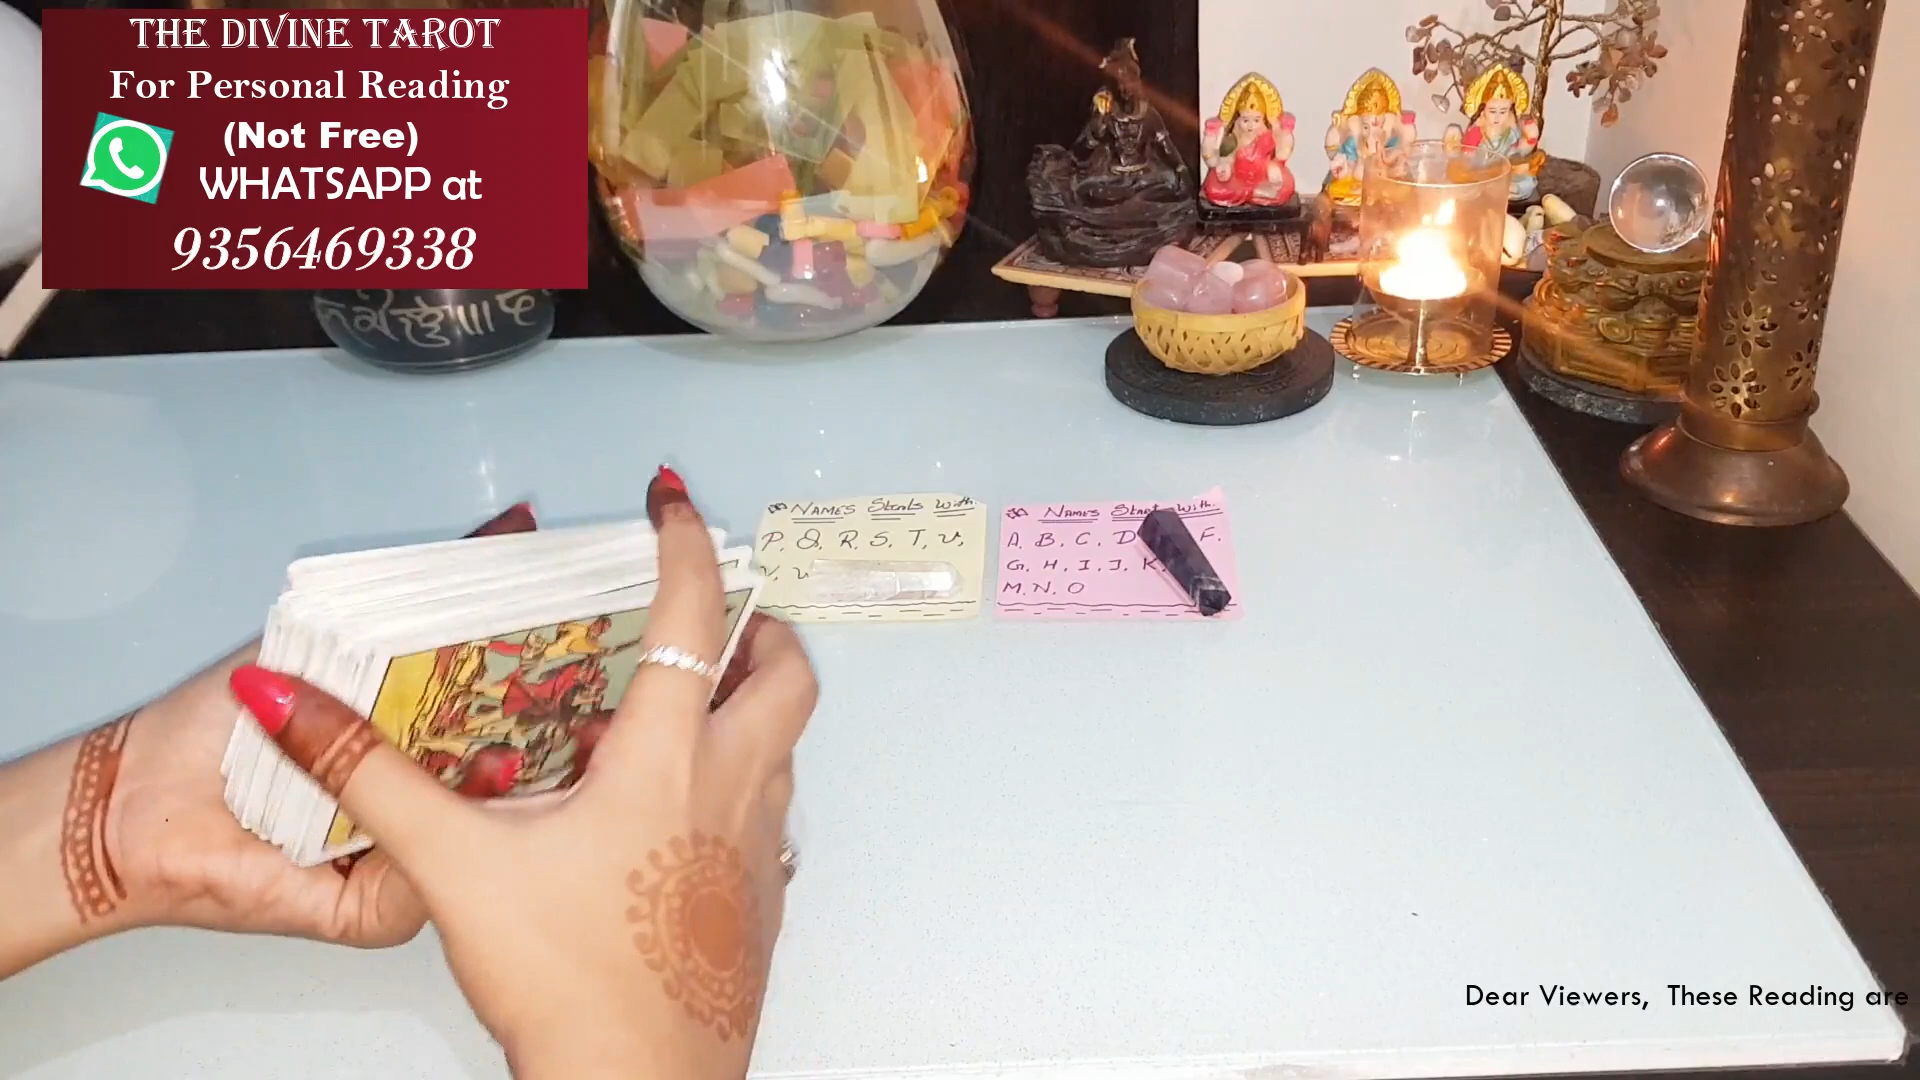 THE DIVINE TAROT
For Personal Reading
(Not Free)
WHATSAPP at
9356469338
NAMES Starts With
P, Q, R, S, T, U,
V,
NAMES Start With.
A, B, C, D F,
G, H, I, J, K,
M, N, O
Dear Viewers, These Reading are